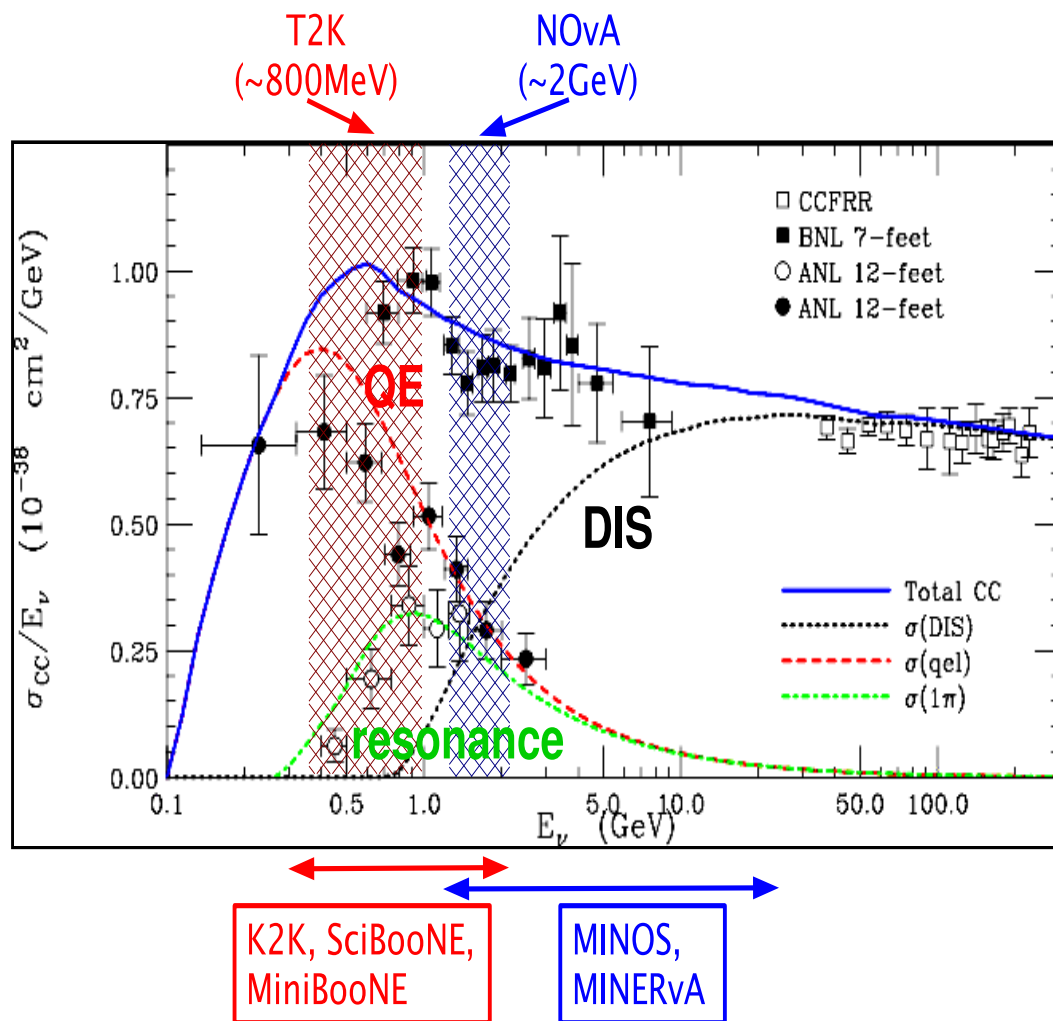 T2K
(~800MeV)
NOvA
(~2GeV)
σCC/Eν (10⁻³⁸ cm²/GeV)
1.00
0.75
0.50
0.25
0.00
CCFRR
BNL 7-feet
ANL 12-feet
ANL 12-feet
QE
DIS
resonance
Total CC
σ(DIS)
σ(qel)
σ(1π)
0.1
0.5
1.0
5.0
10.0
50.0
100.0
Eν (GeV)
K2K, SciBooNE,
MiniBooNE
MINOS,
MINERvA